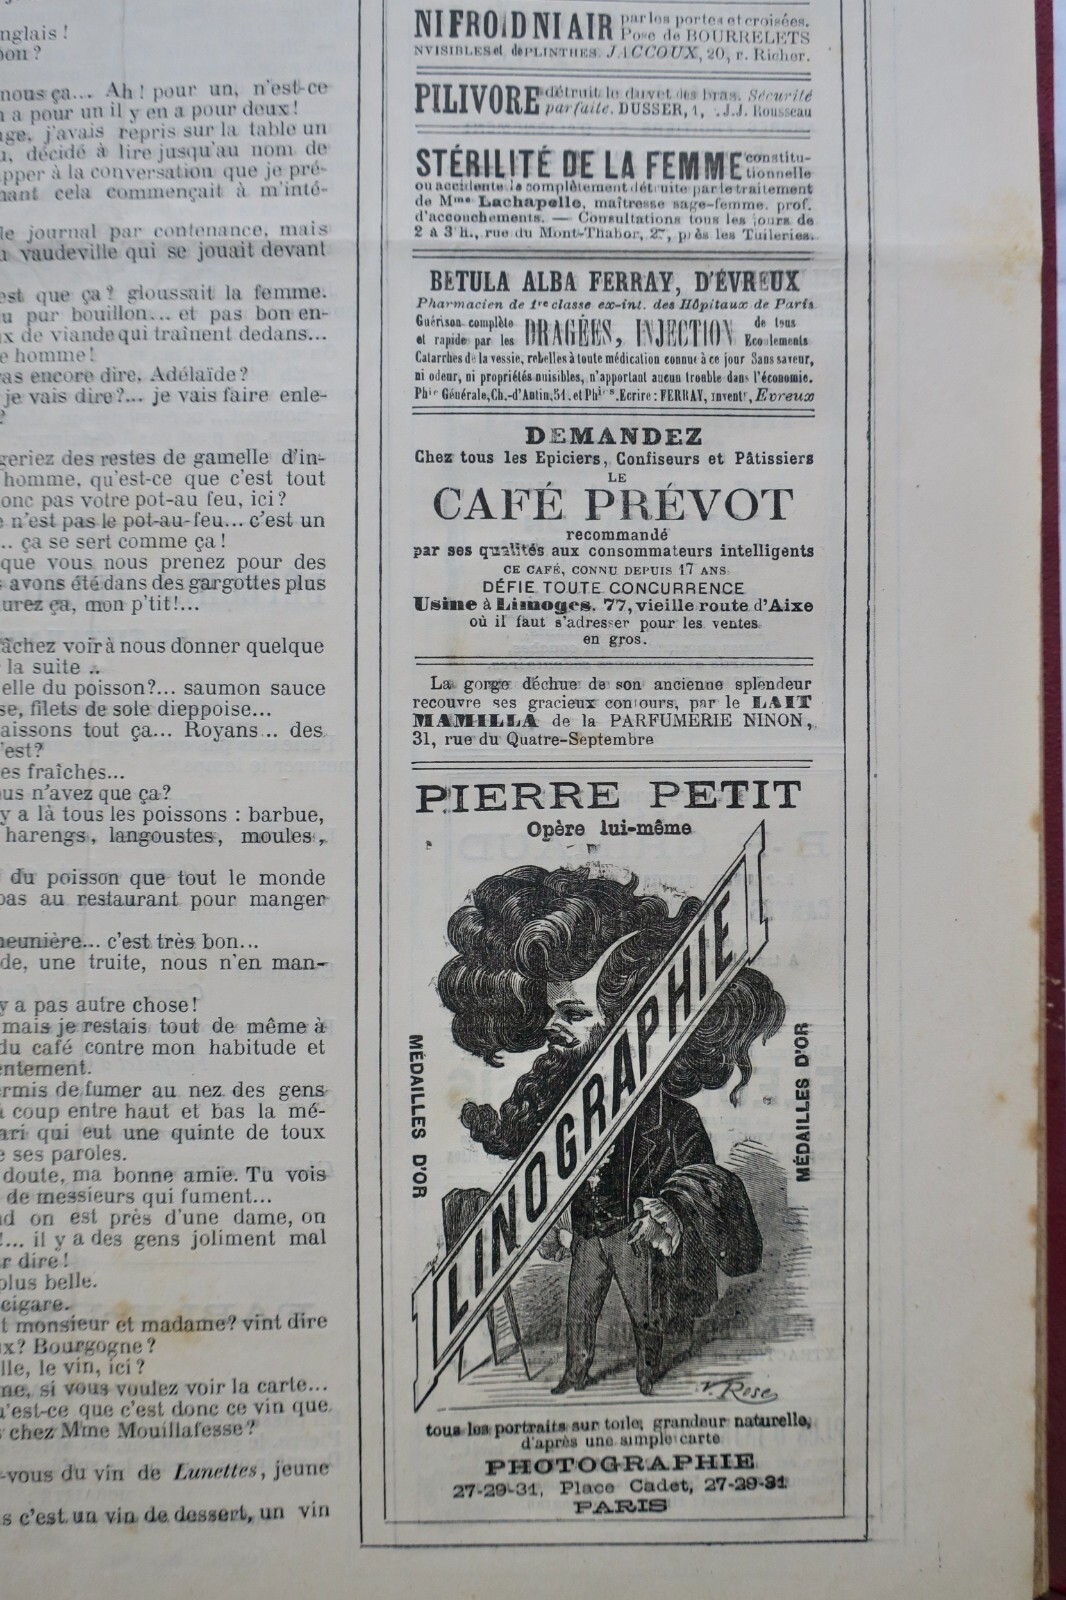 nglais !
bon ?
nous ça... Ah ! pour un, n'est-ce
a pour un il y en a pour deux !
ge, j'avais repris sur la table un
u, décidé à lire jusqu'au nom de
pper à la conversation que je pré-
nant cela commençait à m'inté-
le journal par contenance, mais
vaudeville qui se jouait devant
est que ça ? gloussait la femme.
u pur bouillon... et pas bon en-
x de viande qui traînent dedans...
e homme !
as encore dire, Adélaïde ?
je vais dire ?... je vais faire enle-
?
geriez des restes de gamelle d'in-
homme, qu'est-ce que c'est tout
onc pas votre pot-au feu, ici ?
e n'est pas le pot-au-feu... c'est un
.. ça se sert comme ça !
que vous nous prenez pour des
avons été dans des gargottes plus
urez ça, mon p'tit !...
âchez voir à nous donner quelque
la suite ..
elle du poisson ?... saumon sauce
se, filets de sole dieppoise...
aissons tout ça... Royans... des
'est ?
es fraîches...
us n'avez que ça ?
y a là tous les poissons : barbue,
harengs, langoustes, moules,
du poisson que tout le monde
pas au restaurant pour manger
neunière... c'est très bon...
de, une truite, nous n'en man-
y a pas autre chose !
mais je restais tout de même à
du café contre mon habitude et
entement.
rmis de fumer au nez des gens
coup entre haut et bas la mé-
ari qui eut une quinte de toux
e ses paroles.
doute, ma bonne amie. Tu vois
de messieurs qui fument...
nd on est près d'une dame, on
!... il y a des gens joliment mal
r dire !
plus belle.
cigare.
t monsieur et madame ? vint dire
x ? Bourgogne ?
lle, le vin, ici ?
ne, si vous voulez voir la carte...
u'est-ce que c'est donc ce vin que
chez Mme Mouillafesse ?
-vous du vin de Lunettes, jeune
s c'est un vin de dessert, un vin
NI FROID NI AIR par les portes et croisées.
Pose de BOURRELETS
NVISIBLES et de PLINTHES. JACCOUX, 20, r. Richer.
PILIVORE détruit le duvet des bras. Sécurité
parfaite. DUSSER, 1, r. J.J. Rousseau
STÉRILITÉ DE LA FEMME constitu-
tionnelle
ou accidentelle complètement détruite par le traitement
de Mme Lachapelle, maîtresse sage-femme, prof.
d'accouchements. — Consultations tous les jours de
2 à 3 h., rue du Mont-Thabor, 27, près les Tuileries.
BETULA ALBA FERRAY, D'ÉVREUX
Pharmacien de 1re classe ex-int. des Hôpitaux de Paris
Guérison complète et rapide par les DRAGÉES, INJECTION de tous Ecoulements
Catarrhes de la vessie, rebelles à toute médication connue à ce jour Sans saveur,
ni odeur, ni propriétés nuisibles, n'apportant aucun trouble dans l'économie.
Phie Générale, Ch.-d'Antin, 51. et Phies. Ecrire : FERRAY, invent., Evreux
DEMANDEZ
Chez tous les Epiciers, Confiseurs et Pâtissiers
LE
CAFÉ PRÉVOT
recommandé
par ses qualités aux consommateurs intelligents
CE CAFÉ, CONNU DEPUIS 17 ANS
DÉFIE TOUTE CONCURRENCE
Usine à Limoges. 77, vieille route d'Aixe
où il faut s'adresser pour les ventes
en gros.
La gorge déchue de son ancienne splendeur
recouvre ses gracieux contours, par le LAIT
MAMILLA de la PARFUMERIE NINON,
31, rue du Quatre-Septembre
PIERRE PETIT
Opère lui-même
LINOGRAPHIE
MÉDAILLES D'OR
MÉDAILLES D'OR
V. Rose
tous les portraits sur toile, grandeur naturelle,
d'après une simple carte
PHOTOGRAPHIE
27-29-31, Place Cadet, 27-29-31
PARIS